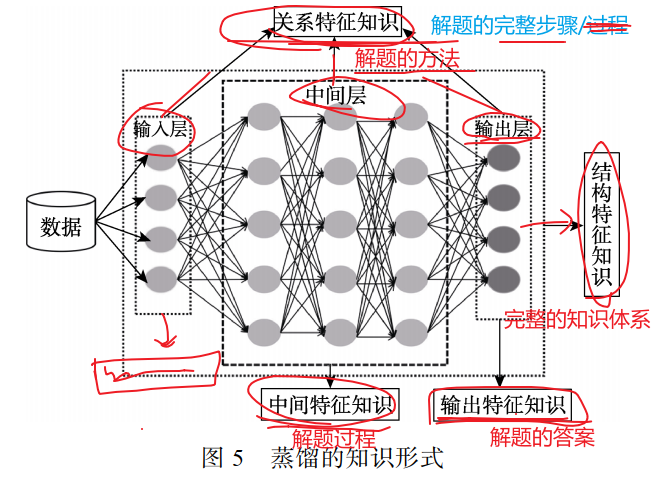 关系特征知识
解题的完整步骤/过程
解题的方法
中间层
输入层
输出层
数据
结构特征知识
完整的知识体系
中间特征知识
输出特征知识
解题过程
解题的答案
图 5 蒸馏的知识形式